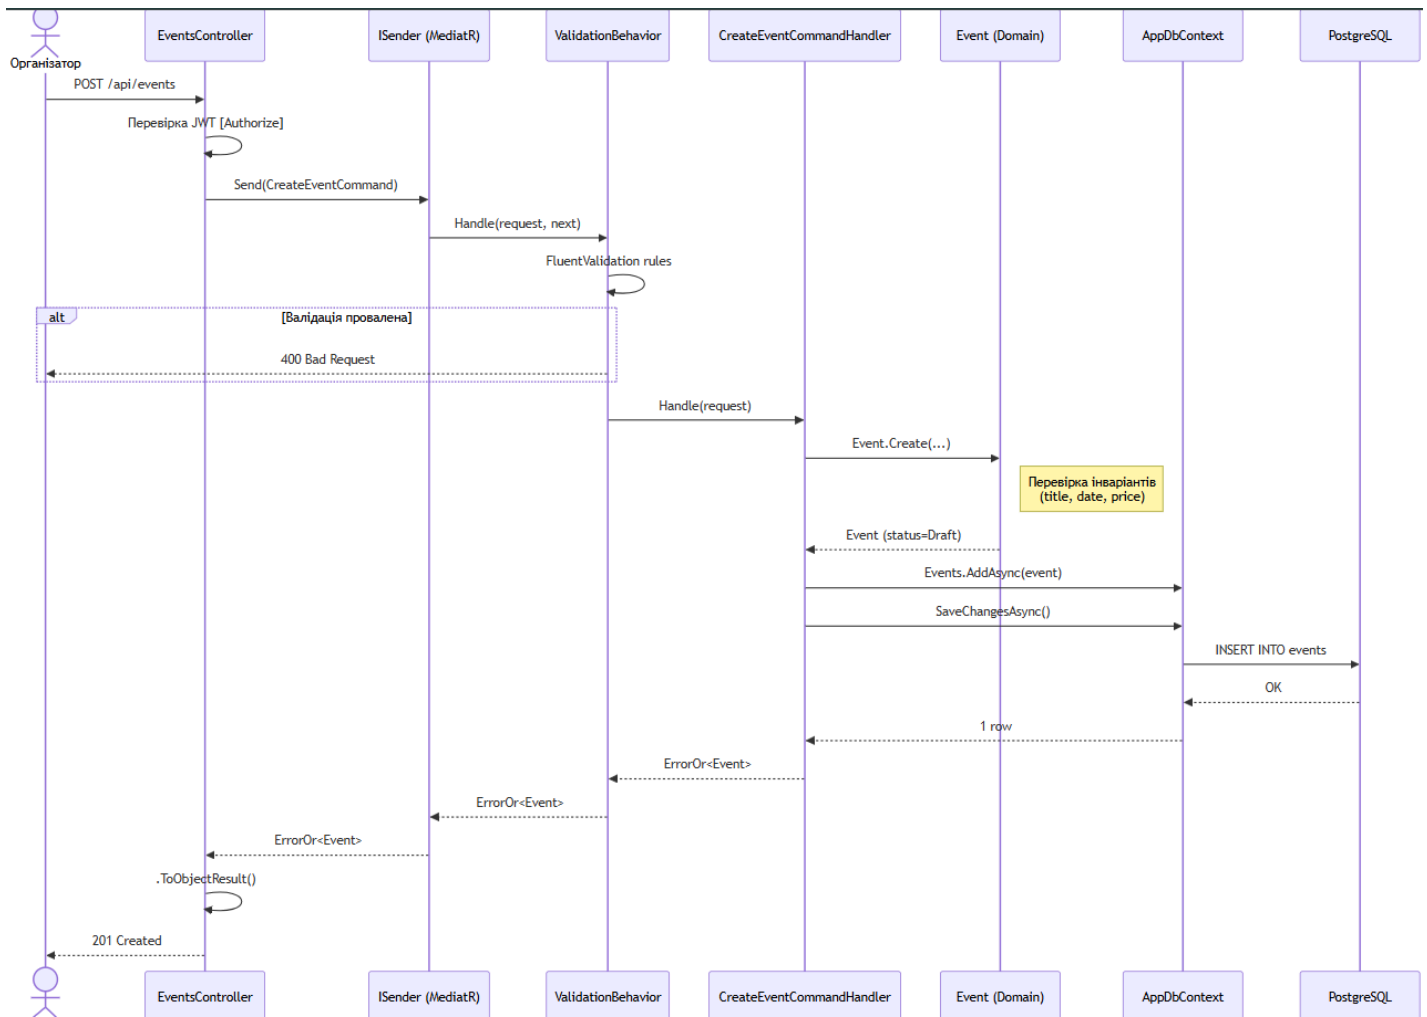 EventsController
ISender (MediatR)
ValidationBehavior
CreateEventCommandHandler
Event (Domain)
AppDbContext
PostgreSQL
Організатор
POST /api/events
Перевірка JWT [Authorize]
Send(CreateEventCommand)
Handle(request, next)
FluentValidation rules
alt
[Валідація провалена]
400 Bad Request
Handle(request)
Event.Create(...)
Перевірка інваріантів
(title, date, price)
Event (status=Draft)
Events.AddAsync(event)
SaveChangesAsync()
INSERT INTO events
OK
1 row
ErrorOr<Event>
ErrorOr<Event>
ErrorOr<Event>
.ToObjectResult()
201 Created
EventsController
ISender (MediatR)
ValidationBehavior
CreateEventCommandHandler
Event (Domain)
AppDbContext
PostgreSQL